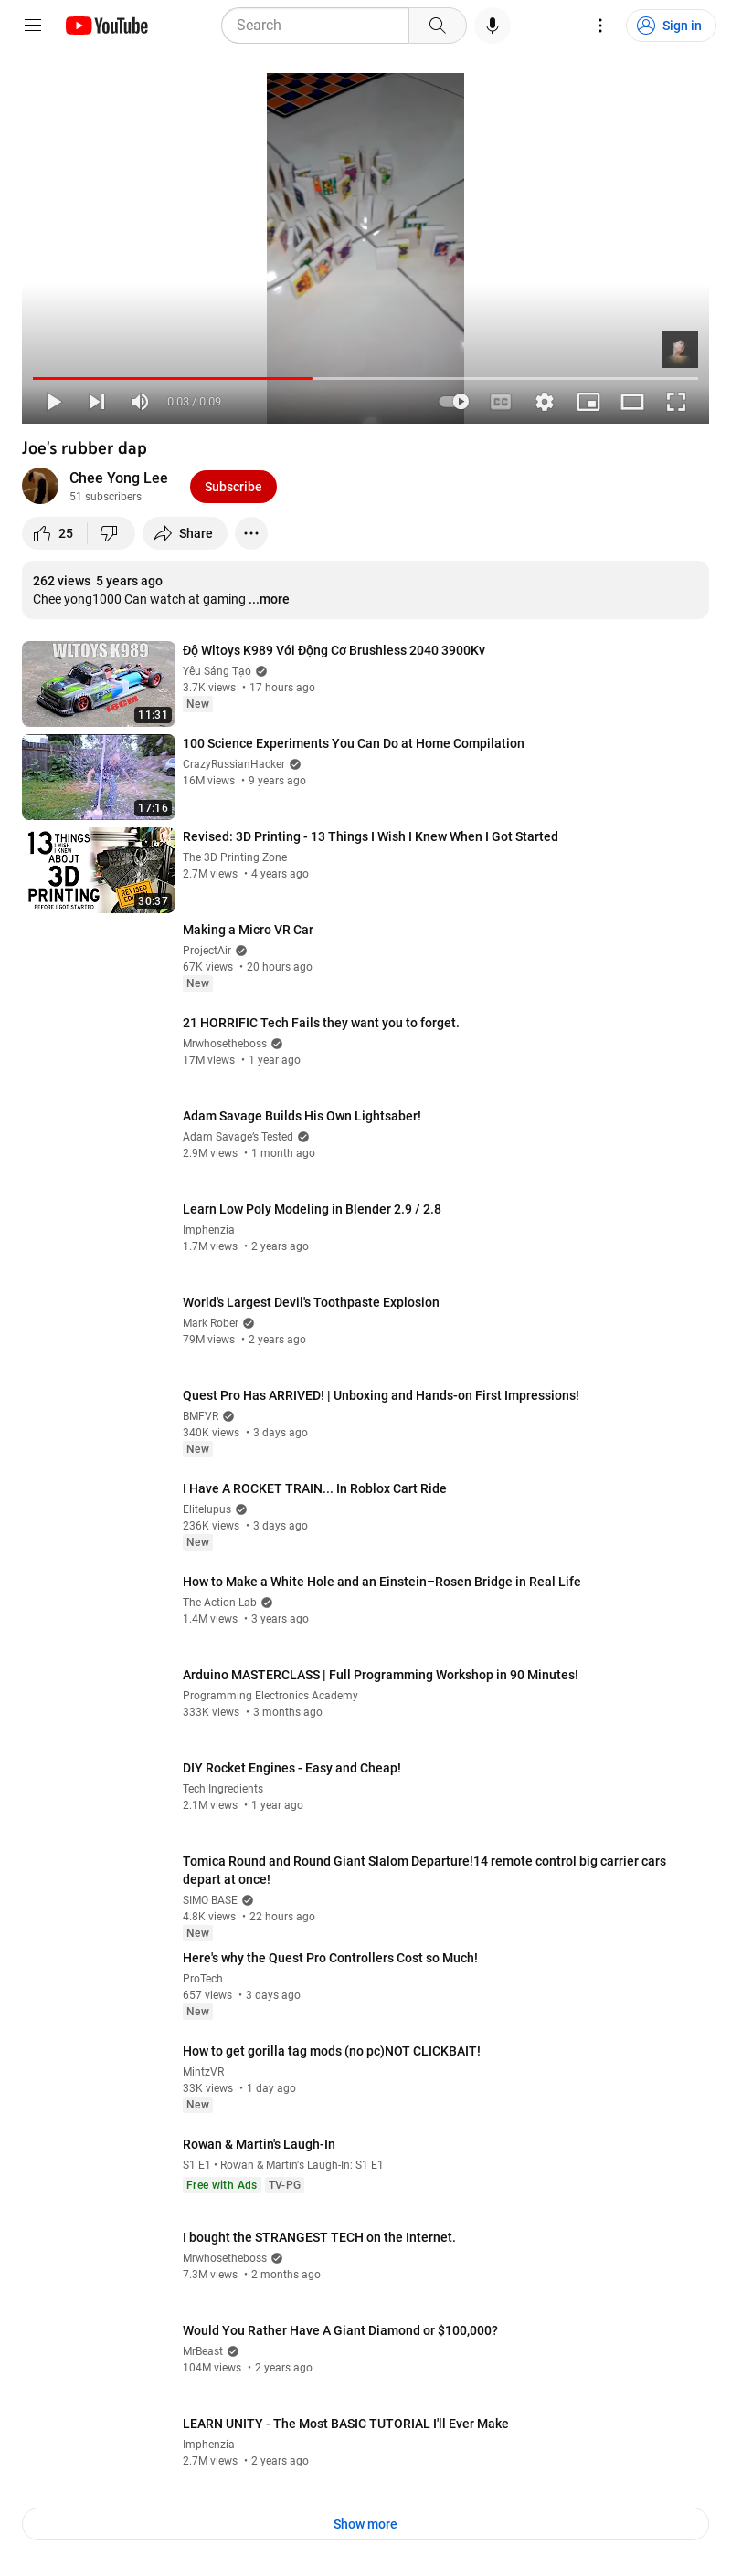 YouTube
Search
Sign in
0:03 / 0:09
CC
Joe's rubber dap
Chee Yong Lee
51 subscribers
Subscribe
25
Share
262 views 5 years ago
Chee yong1000 Can watch at gaming ...more
WLTOYS K989
18CM
11:31
Độ Wltoys K989 Với Động Cơ Brushless 2040 3900Kv
Yêu Sáng Tạo
3.7K views • 17 hours ago
New
17:16
100 Science Experiments You Can Do at Home Compilation
CrazyRussianHacker
16M views • 9 years ago
13 THINGS
I WISH I
KNEW
ABOUT
3D
PRINTING
BEFORE I GOT STARTED
REVISED
30:37
Revised: 3D Printing - 13 Things I Wish I Knew When I Got Started
The 3D Printing Zone
2.7M views • 4 years ago
Making a Micro VR Car
ProjectAir
67K views • 20 hours ago
New
21 HORRIFIC Tech Fails they want you to forget.
Mrwhosetheboss
17M views • 1 year ago
Adam Savage Builds His Own Lightsaber!
Adam Savage's Tested
2.9M views • 1 month ago
Learn Low Poly Modeling in Blender 2.9 / 2.8
Imphenzia
1.7M views • 2 years ago
World's Largest Devil's Toothpaste Explosion
Mark Rober
79M views • 2 years ago
Quest Pro Has ARRIVED! | Unboxing and Hands-on First Impressions!
BMFVR
340K views • 3 days ago
New
I Have A ROCKET TRAIN... In Roblox Cart Ride
Elitelupus
236K views • 3 days ago
New
How to Make a White Hole and an Einstein–Rosen Bridge in Real Life
The Action Lab
1.4M views • 3 years ago
Arduino MASTERCLASS | Full Programming Workshop in 90 Minutes!
Programming Electronics Academy
333K views • 3 months ago
DIY Rocket Engines - Easy and Cheap!
Tech Ingredients
2.1M views • 1 year ago
Tomica Round and Round Giant Slalom Departure!14 remote control big carrier cars
depart at once!
SIMO BASE
4.8K views • 22 hours ago
New
Here's why the Quest Pro Controllers Cost so Much!
ProTech
657 views • 3 days ago
New
How to get gorilla tag mods (no pc)NOT CLICKBAIT!
MintzVR
33K views • 1 day ago
New
Rowan & Martin's Laugh-In
S1 E1 • Rowan & Martin's Laugh-In: S1 E1
Free with Ads TV-PG
I bought the STRANGEST TECH on the Internet.
Mrwhosetheboss
7.3M views • 2 months ago
Would You Rather Have A Giant Diamond or $100,000?
MrBeast
104M views • 2 years ago
LEARN UNITY - The Most BASIC TUTORIAL I'll Ever Make
Imphenzia
2.7M views • 2 years ago
Show more